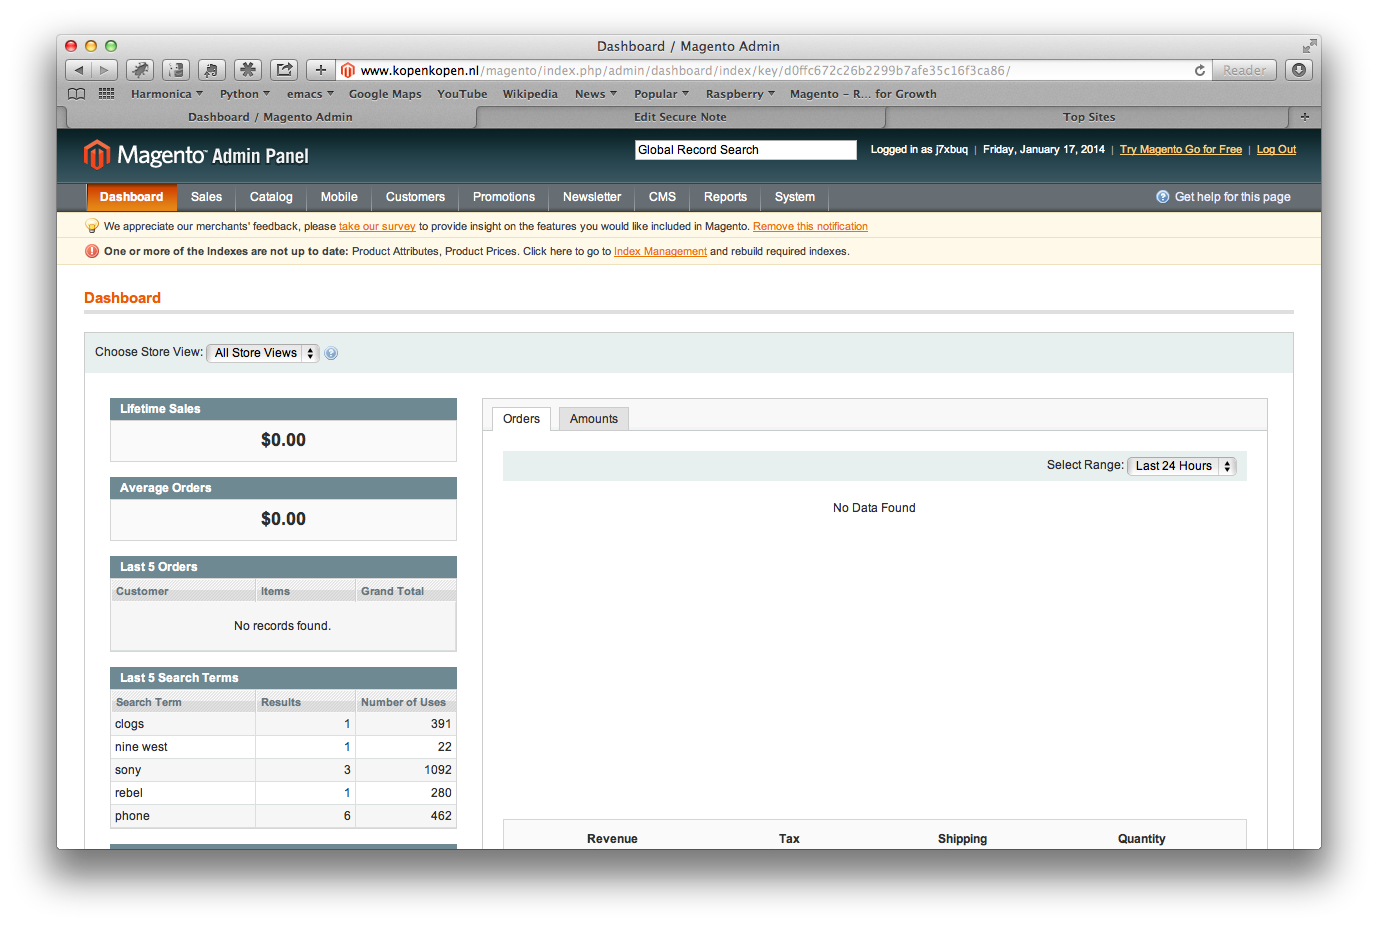 Dashboard / Magento Admin
www.kopenkopen.nl/magento/index.php/admin/dashboard/index/key/d0ffc672c26b2299b7afe35c16f3ca86/
Reader
Harmonica Python emacs Google Maps YouTube Wikipedia News Popular Raspberry Magento – R... for Growth
Dashboard / Magento Admin Edit Secure Note Top Sites
Magento™ Admin Panel
Global Record Search
Logged in as j7xbuq | Friday, January 17, 2014 | Try Magento Go for Free | Log Out
Dashboard Sales Catalog Mobile Customers Promotions Newsletter CMS Reports System
Get help for this page
We appreciate our merchants' feedback, please take our survey to provide insight on the features you would like included in Magento. Remove this notification
One or more of the Indexes are not up to date: Product Attributes, Product Prices. Click here to go to Index Management and rebuild required indexes.
Dashboard
Choose Store View: All Store Views
Lifetime Sales
$0.00
Average Orders
$0.00
Last 5 Orders
Customer Items Grand Total
No records found.
Last 5 Search Terms
Search Term Results Number of Uses
clogs 1 391
nine west 1 22
sony 3 1092
rebel 1 280
phone 6 462
Orders Amounts
Select Range: Last 24 Hours
No Data Found
Revenue Tax Shipping Quantity